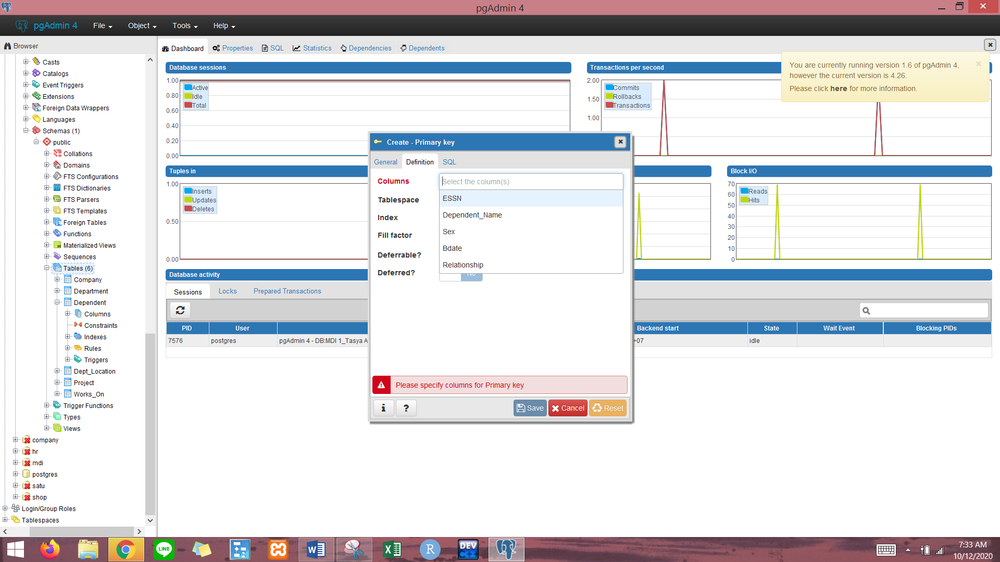 pgAdmin 4
pgAdmin 4 File Object Tools Help
Browser
Dashboard Properties SQL Statistics Dependencies Dependents
Casts
Catalogs
Event Triggers
Extensions
Foreign Data Wrappers
Languages
Schemas (1)
public
Collations
Domains
FTS Configurations
FTS Dictionaries
FTS Parsers
FTS Templates
Foreign Tables
Functions
Materialized Views
Sequences
Tables (6)
Company
Department
Dependent
Columns
Constraints
Indexes
Rules
Triggers
Dept_Location
Project
Works_On
Trigger Functions
Types
Views
company
hr
mdi
postgres
satu
shop
Login/Group Roles
Tablespaces
Database sessions
1.00
0.80
0.60
0.40
0.20
0.00
Active
Idle
Total
Transactions per second
2.00
1.50
1.00
Commits
Rollbacks
Transactions
You are currently running version 1.6 of pgAdmin 4,
however the current version is 4.26.
Please click here for more information.
Tuples in
1.00
0.50
0.00
Inserts
Updates
Deletes
Block I/O
70
60
50
40
30
20
10
0
Reads
Hits
Create - Primary key
General Definition SQL
Columns
Select the column(s)
ESSN
Dependent_Name
Sex
Bdate
Relationship
Tablespace
Index
Fill factor
Deferrable?
Deferred?
No
Please specify columns for Primary key
i ? Save Cancel Reset
Database activity
Sessions Locks Prepared Transactions
PID User Backend start State Wait Event Blocking PIDs
7576 postgres pgAdmin 4 - DB:MDI 1_Tasya A +07 idle
LINE
R
DEV
C++
7:33 AM
10/12/2020